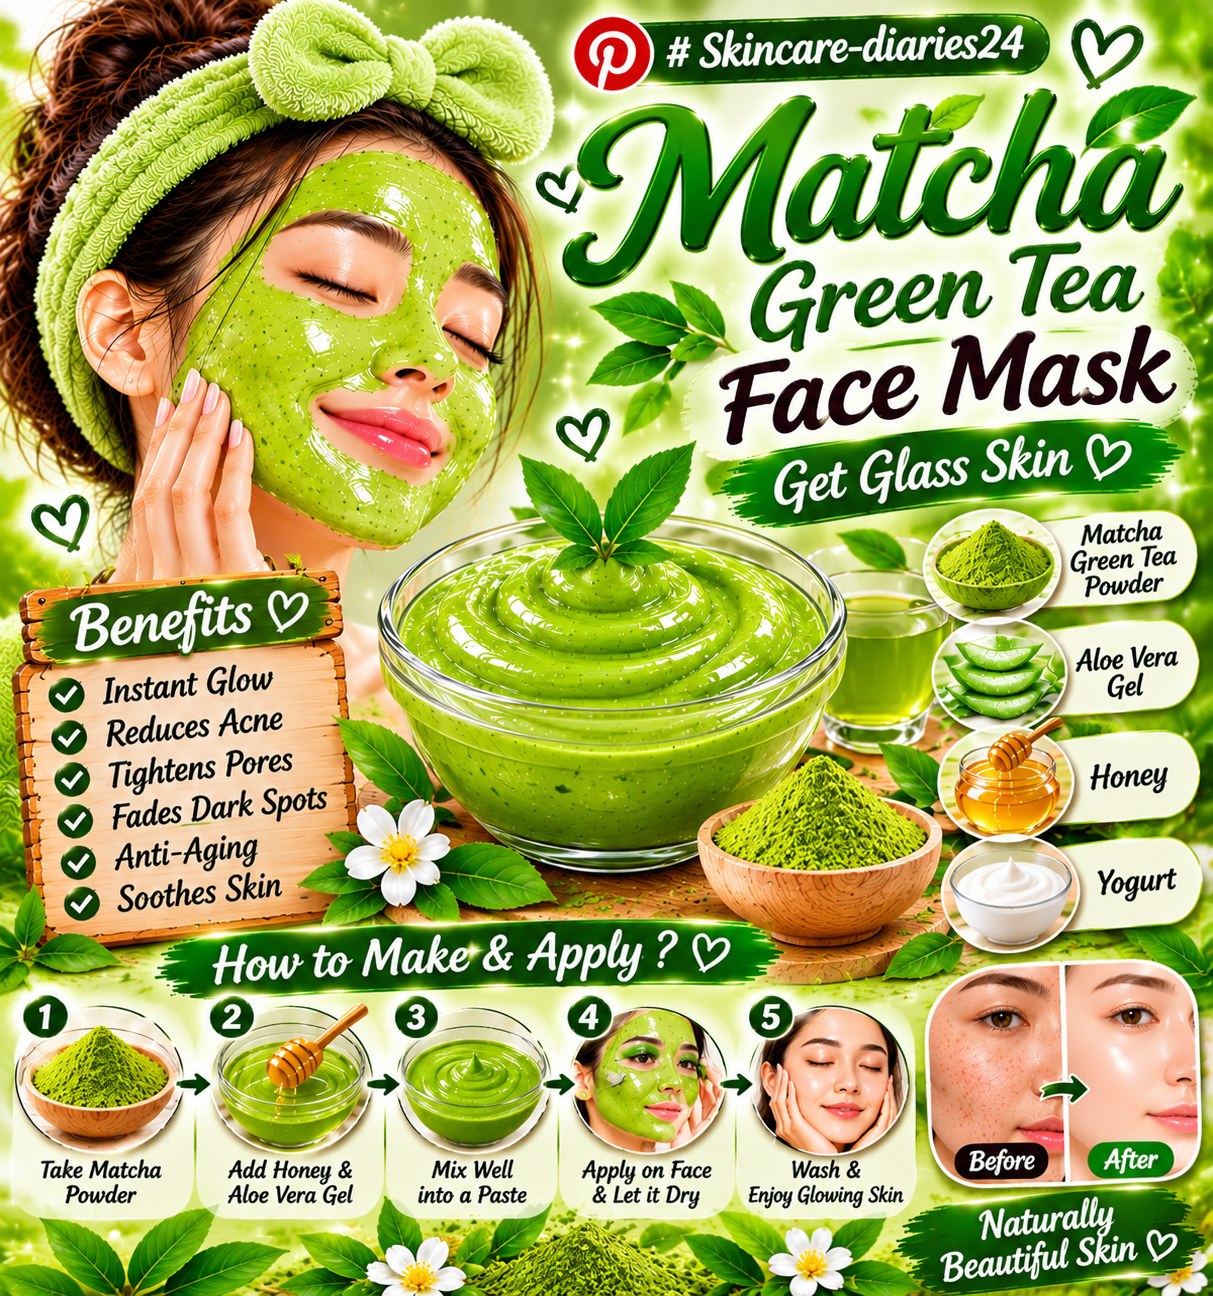 # Skincare-diaries24
Matcha
Green Tea
Face Mask
Get Glass Skin
Matcha
Green Tea
Powder
Aloe Vera
Gel
Honey
Yogurt
Benefits
Instant Glow
Reduces Acne
Tightens Pores
Fades Dark Spots
Anti-Aging
Soothes Skin
How to Make & Apply ?
1
Take Matcha
Powder
2
Add Honey &
Aloe Vera Gel
3
Mix Well
into a Paste
4
Apply on Face
& Let it Dry
5
Wash &
Enjoy Glowing Skin
Before
After
Naturally
Beautiful Skin